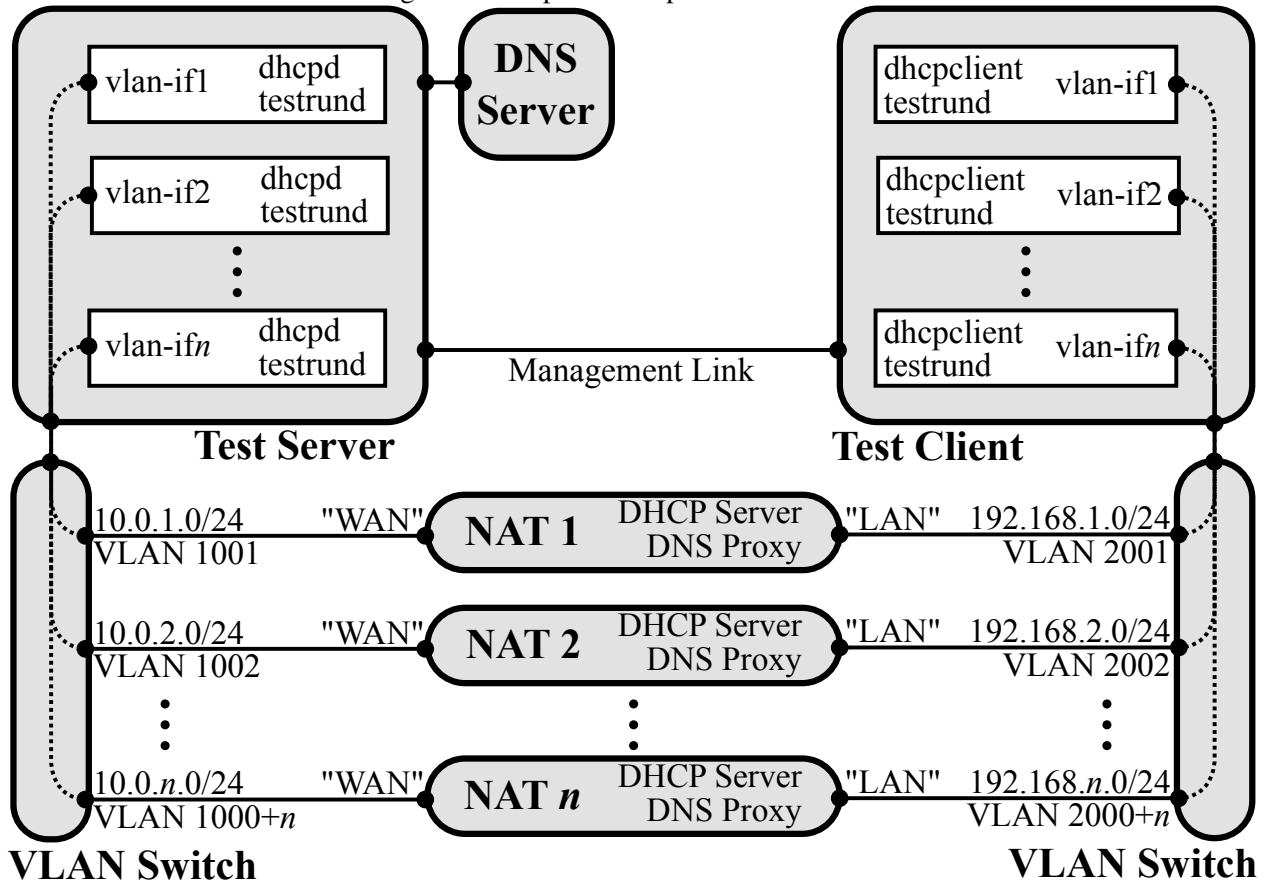 DNS
Server
vlan-if1
dhcpd
testrund
vlan-if2
dhcpd
testrund
vlan-ifn
dhcpd
testrund
Test Server
Management Link
dhcpclient
testrund
vlan-if1
dhcpclient
testrund
vlan-if2
dhcpclient
testrund
vlan-ifn
Test Client
10.0.1.0/24
VLAN 1001
"WAN"
NAT 1
DHCP Server
DNS Proxy
"LAN"
192.168.1.0/24
VLAN 2001
10.0.2.0/24
VLAN 1002
"WAN"
NAT 2
DHCP Server
DNS Proxy
"LAN"
192.168.2.0/24
VLAN 2002
10.0.n.0/24
VLAN 1000+n
"WAN"
NAT n
DHCP Server
DNS Proxy
"LAN"
192.168.n.0/24
VLAN 2000+n
VLAN Switch
VLAN Switch